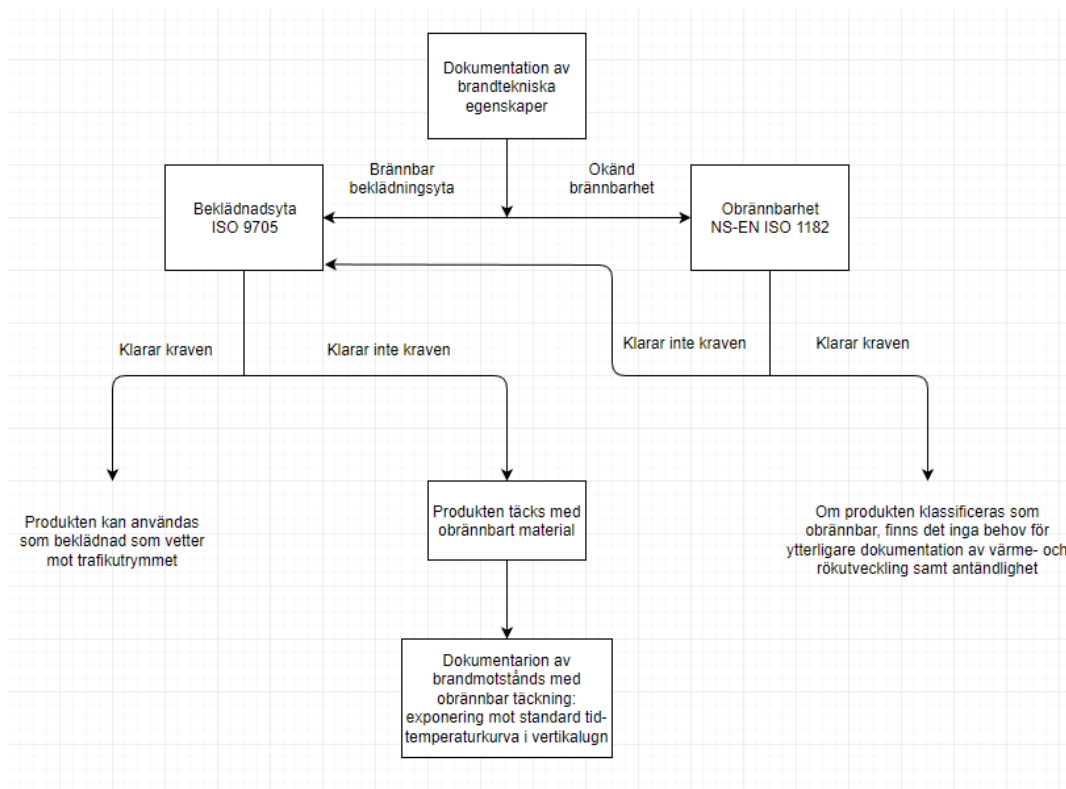 Dokumentation av
brandtekniska
egenskaper
Brännbar
beklädningsyta
Okänd
brännbarhet
Beklädnadsyta
ISO 9705
Obrännbarhet
NS-EN ISO 1182
Klarar kraven
Klarar inte kraven
Klarar inte kraven
Klarar kraven
Produkten kan användas
som beklädnad som vetter
mot trafikutrymmet
Produkten täcks med
obrännbart material
Om produkten klassificeras som
obrännbar, finns det inga behov för
ytterligare dokumentation av värme- och
rökutveckling samt antändlighet
Dokumentarion av
brandmotstånds med
obrännbar täckning:
exponering mot standard tid-
temperaturkurva i vertikalugn